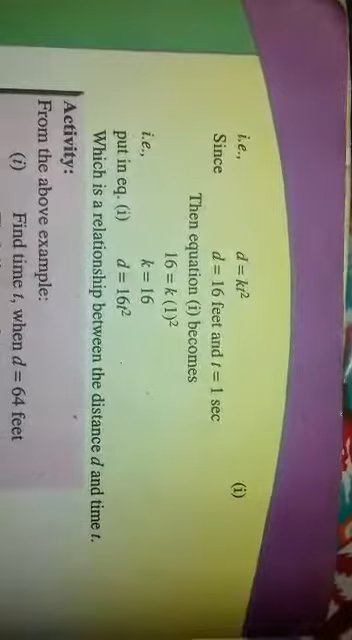 i.e., d = kt² (i)
Since d = 16 feet and t = 1 sec
Then equation (i) becomes
16 = k (1)²
i.e., k = 16
put in eq. (i) d = 16t²
Which is a relationship between the distance d and time t.
Activity:
From the above example:
(i) Find time t, when d = 64 feet